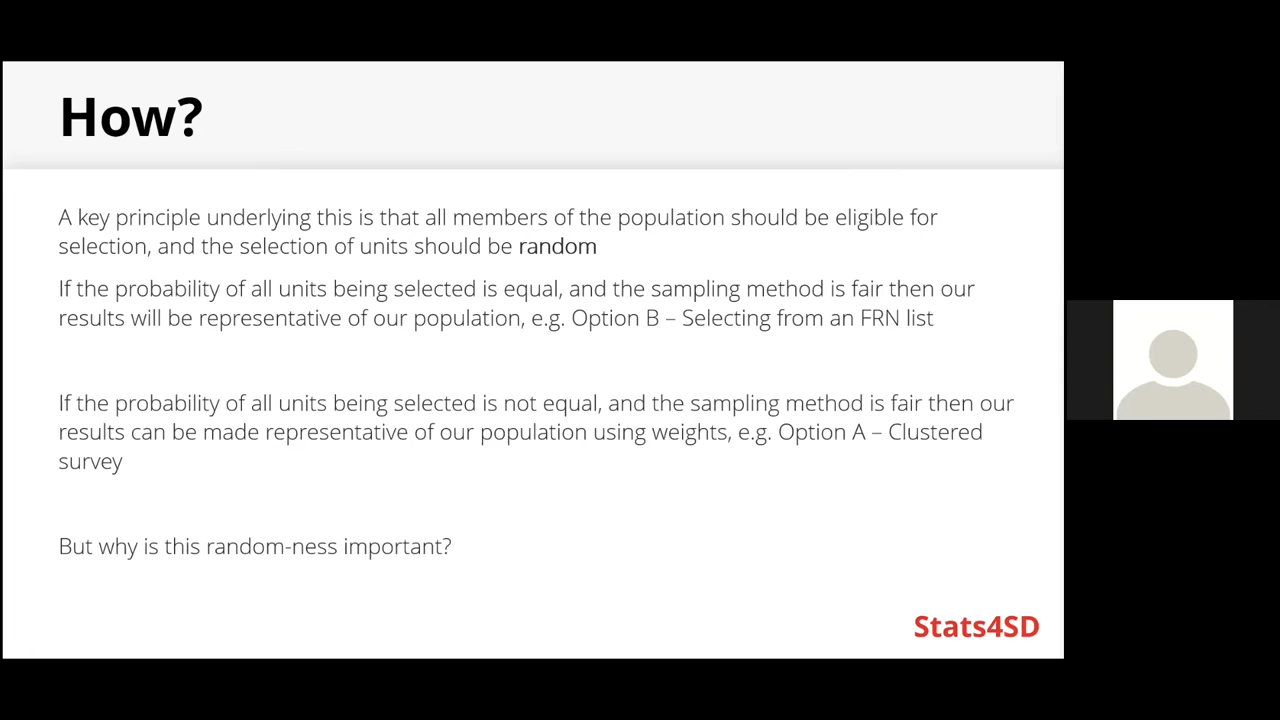 How?
A key principle underlying this is that all members of the population should be eligible for
selection, and the selection of units should be random
If the probability of all units being selected is equal, and the sampling method is fair then our
results will be representative of our population, e.g. Option B – Selecting from an FRN list
If the probability of all units being selected is not equal, and the sampling method is fair then our
results can be made representative of our population using weights, e.g. Option A – Clustered
survey
But why is this random-ness important?
Stats4SD